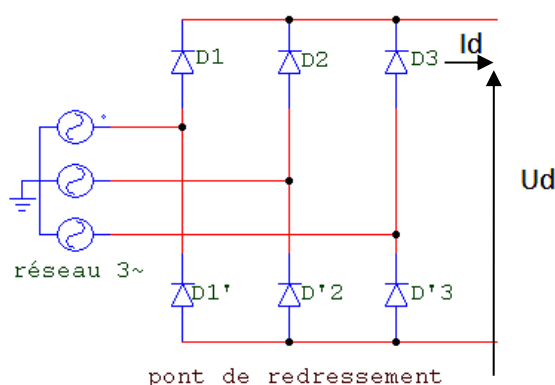 Id
D1
D2
D3
Ud
réseau 3~
D1'
D'2
D'3
pont de redressement